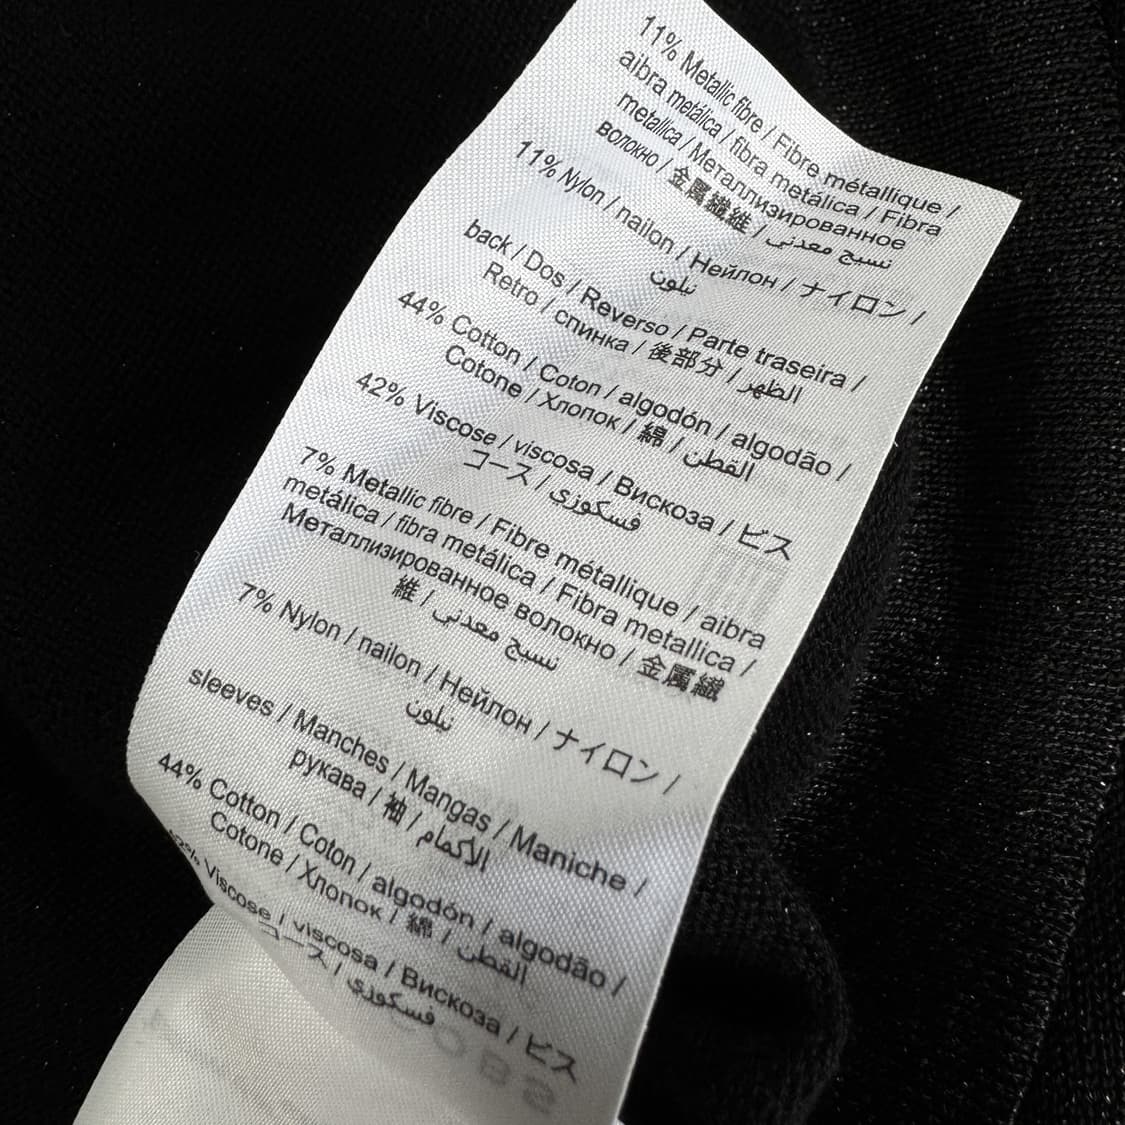 11% Metallic fibre / Fibre métallique /
aibra metálica / fibra metálica / Fibra
metallica / Металлизированное
волокно / 金属繊維 / نسيج معدني
11% Nylon / nailon / Нейлон / ナイロン /
نيلون
back / Dos / Reverso / Parte traseira /
Retro / спинка / 後部分 / الظهر
44% Cotton / Coton / algodón / algodão /
Cotone / Хлопок / 綿 / القطن
42% Viscose / viscosa / Вискоза / ビス
コース / فسكوزي
7% Metallic fibre / Fibre métallique / aibra
metálica / fibra metálica / Fibra metallica /
Металлизированное волокно / 金属繊
維 / نسيج معدني
7% Nylon / nailon / Нейлон / ナイロン /
نيلون
sleeves / Manches / Mangas / Maniche /
рукава / 袖 / الأكمام
44% Cotton / Coton / algodón / algodão /
Cotone / Хлопок / 綿 / القطن
Viscose / viscosa / Вискоза / ビス
コース / فسكوزي